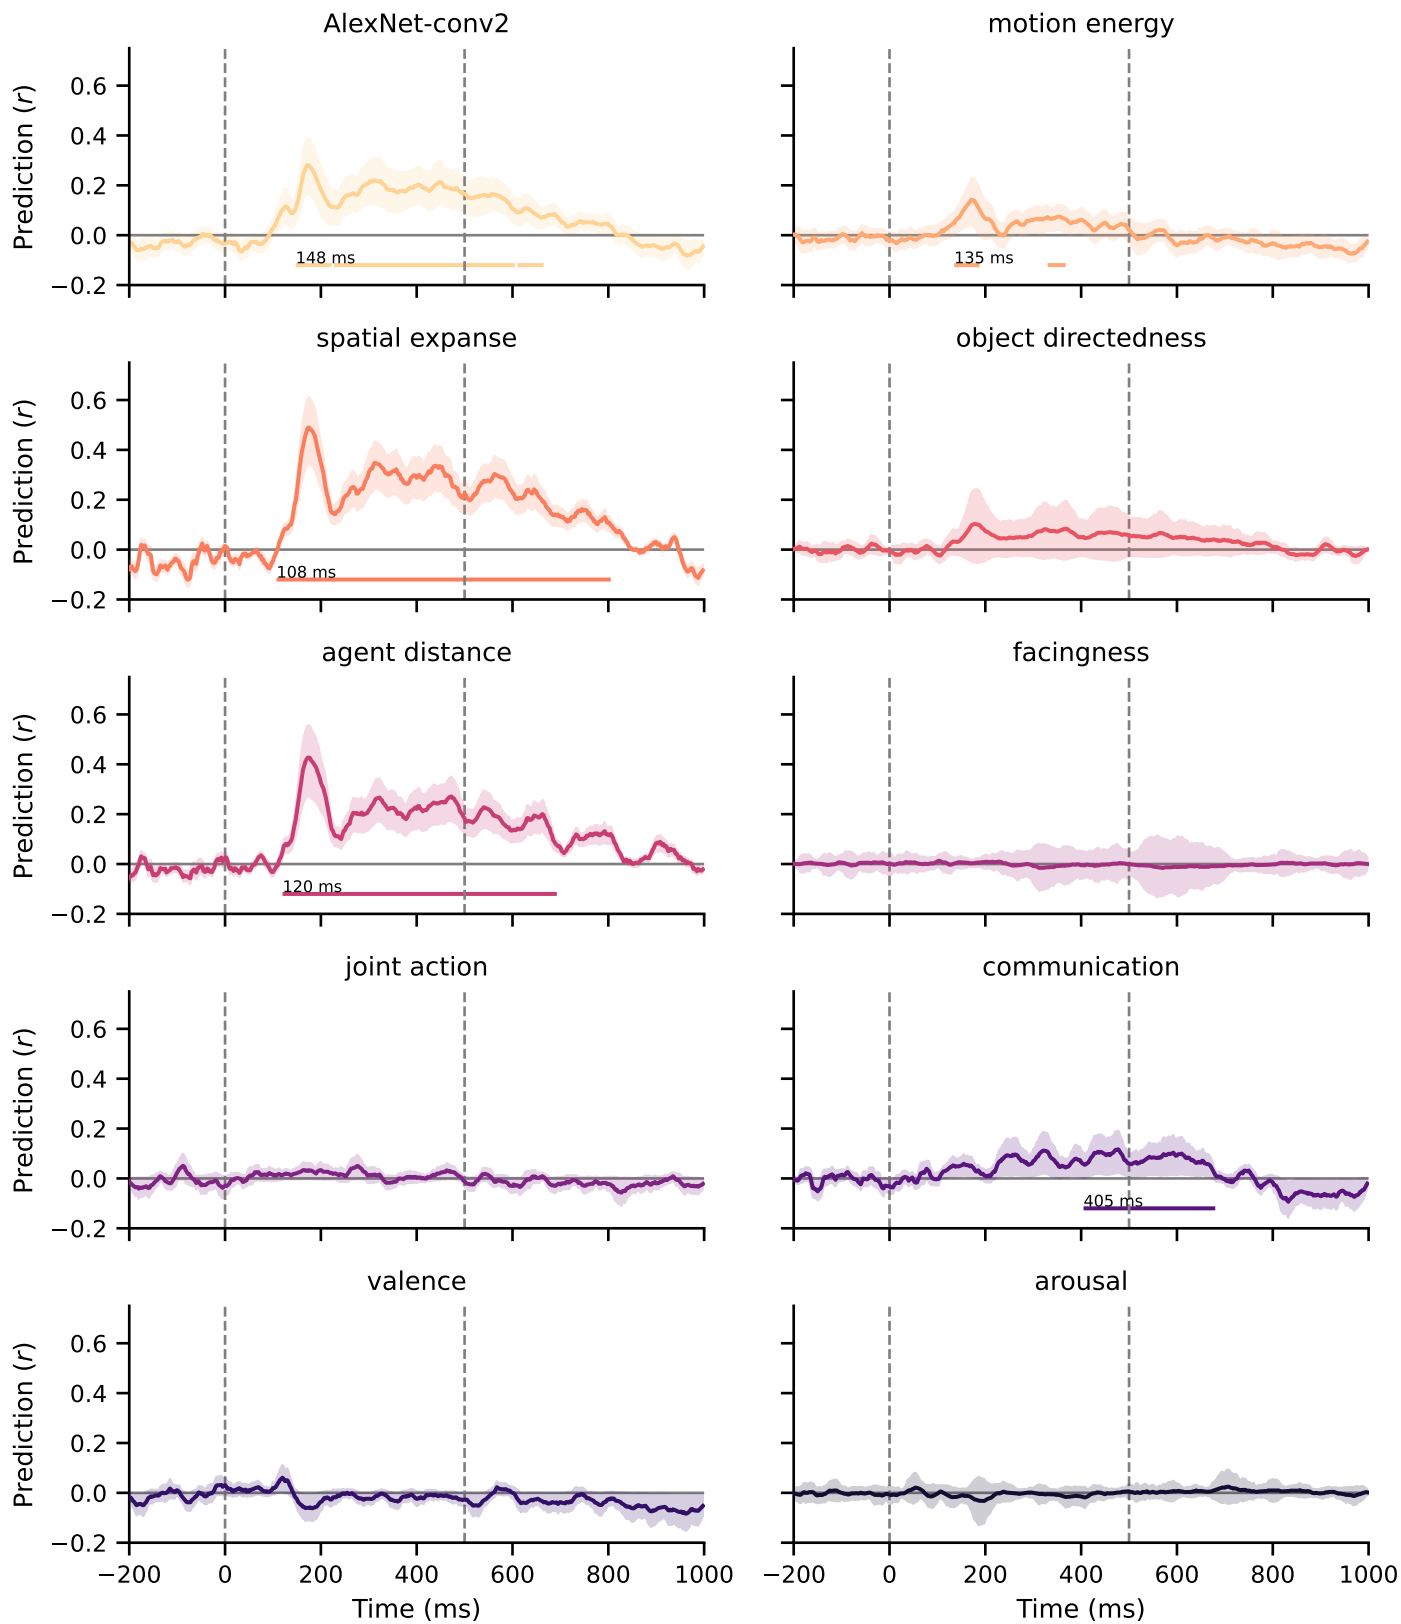 AlexNet-conv2
motion energy
Prediction (r)
0.6
0.4
0.2
0.0
−0.2
148 ms
135 ms
spatial expanse
object directedness
Prediction (r)
0.6
0.4
0.2
0.0
−0.2
108 ms
agent distance
facingness
Prediction (r)
0.6
0.4
0.2
0.0
−0.2
120 ms
joint action
communication
Prediction (r)
0.6
0.4
0.2
0.0
−0.2
405 ms
valence
arousal
Prediction (r)
0.6
0.4
0.2
0.0
−0.2
−200 0 200 400 600 800 1000
−200 0 200 400 600 800 1000
Time (ms)
Time (ms)